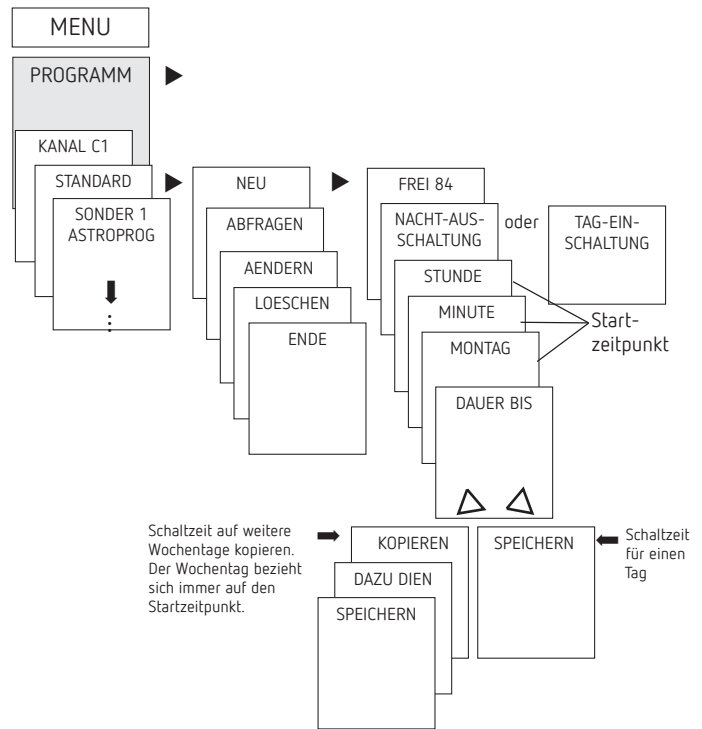 MENU
PROGRAMM
KANAL C1
STANDARD
SONDER 1
ASTROPROG
NEU
ABFRAGEN
AENDERN
LOESCHEN
ENDE
FREI 84
NACHT-AUS-
SCHALTUNG
oder
TAG-EIN-
SCHALTUNG
STUNDE
MINUTE
MONTAG
Start-
zeitpunkt
DAUER BIS
Schaltzeit auf weitere
Wochentage kopieren.
Der Wochentag bezieht
sich immer auf den
Startzeitpunkt.
KOPIEREN
DAZU DIEN
SPEICHERN
SPEICHERN
Schaltzeit
für einen
Tag